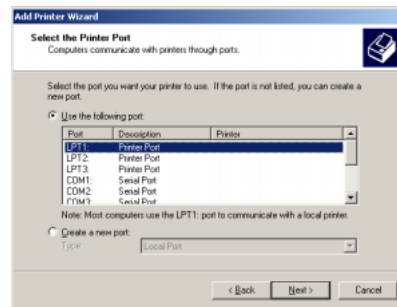 Add Printer Wizard
Select the Printer Port
Computers communicate with printers through ports.
Select the port you want your printer to use. If the port is not listed, you can create a
new port.
Use the following port:
Port Description Printer
LPT1: Printer Port
LPT2: Printer Port
LPT3: Printer Port
COM1: Serial Port
COM2: Serial Port
COM3: Serial Port
Note: Most computers use the LPT1: port to communicate with a local printer.
Create a new port:
Type: Local Port
< Back Next > Cancel